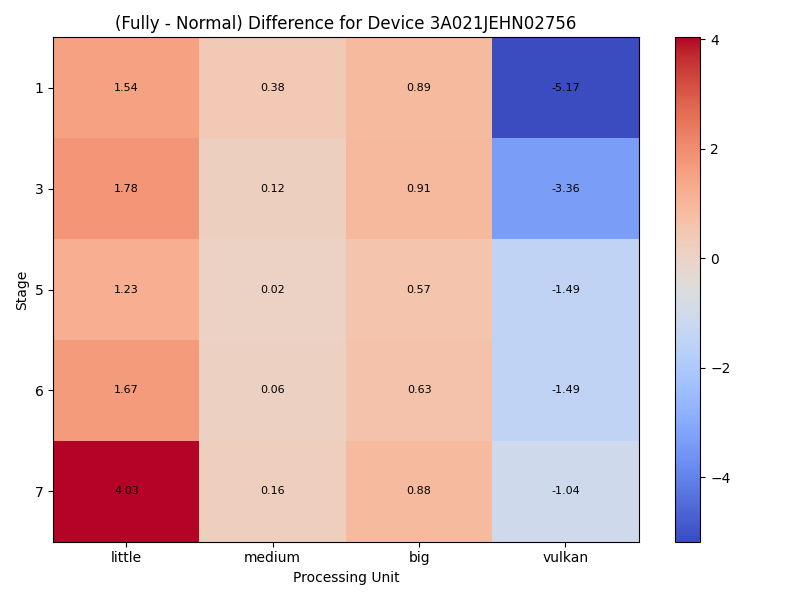 (Fully - Normal) Difference for Device 3A021JEHN02756
1 1.54 0.38 0.89 -5.17
3 1.78 0.12 0.91 -3.36
5 1.23 0.02 0.57 -1.49
6 1.67 0.06 0.63 -1.49
7 4.03 0.16 0.88 -1.04
little medium big vulkan
Processing Unit
Stage
4
2
0
−2
−4